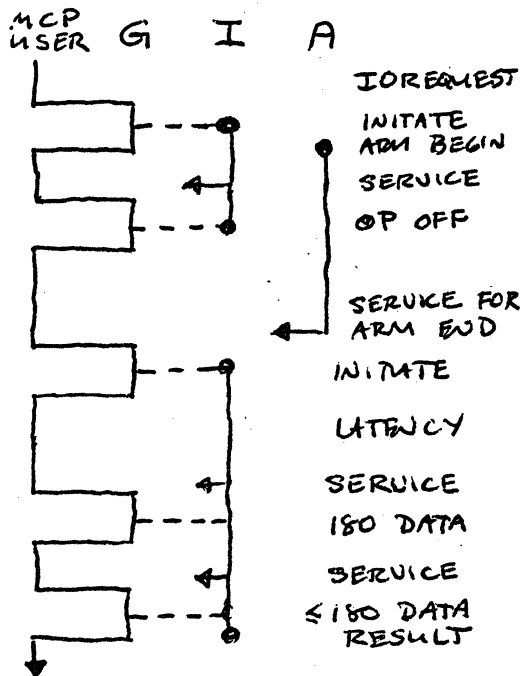 MCP
USER G I A
IOREQUEST
INITATE
ARM BEGIN
SERVICE
OP OFF
SERVICE FOR
ARM END
INITIATE
LATENCY
SERVICE
180 DATA
SERVICE
≤180 DATA
RESULT